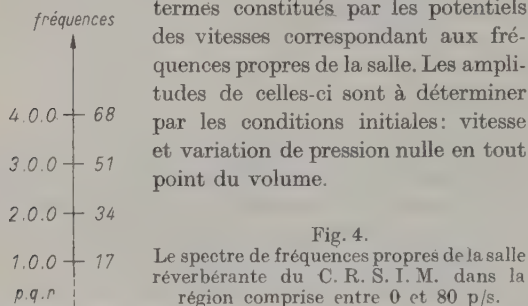 fréquences
4.0.0 68
3.0.0 51
2.0.0 34
1.0.0 17
p.q.r
termes constitués par les potentiels
des vitesses correspondant aux fré-
quences propres de la salle. Les ampli-
tudes de celles-ci sont à déterminer
par les conditions initiales: vitesse
et variation de pression nulle en tout
point du volume.
Fig. 4.
Le spectre de fréquences propres de la salle
réverbérante du C. R. S. I. M. dans la
région comprise entre 0 et 80 p/s.